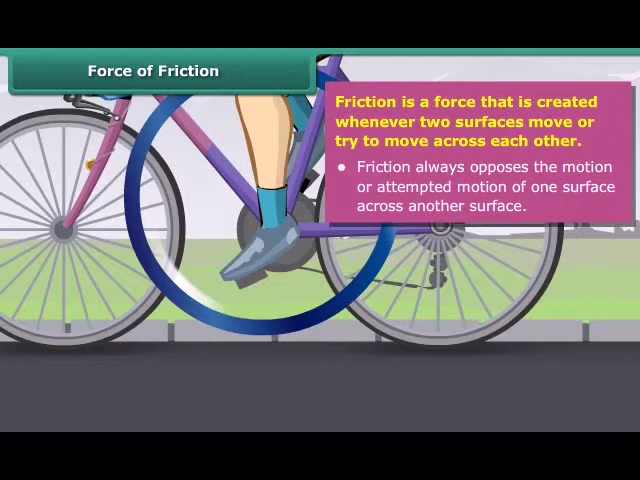 Force of Friction
Friction is a force that is created
whenever two surfaces move or
try to move across each other.
● Friction always opposes the motion
or attempted motion of one surface
across another surface.